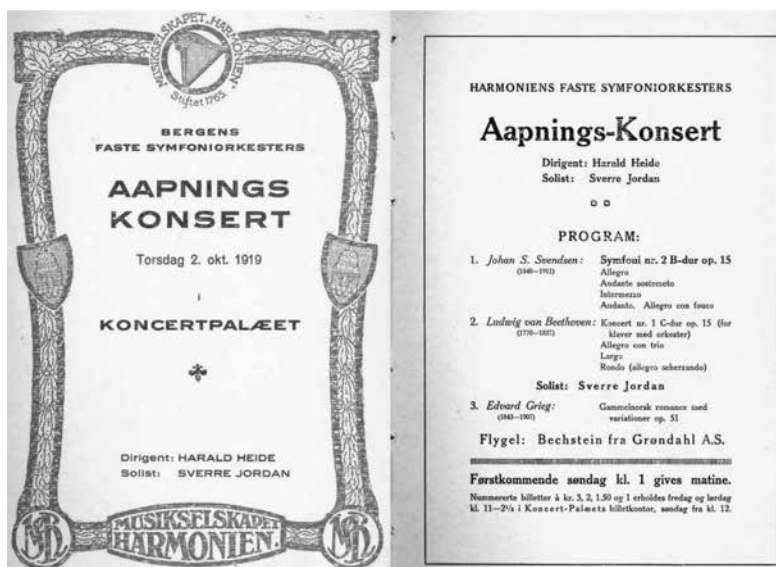 MUSIKSELSKAPET "HARMONIEN."
Stiftet 1765.
BERGENS
FASTE SYMFONIORKESTERS
AAPNINGS
KONSERT
Torsdag 2. okt. 1919
i
KONCERTPALÆET
Dirigent: HARALD HEIDE
Solist: SVERRE JORDAN
MUSIKSELSKAPET
HARMONIEN.
HARMONIENS FASTE SYMFONIORKESTERS
Aapnings-Konsert
Dirigent: Harald Heide
Solist: Sverre Jordan
PROGRAM:
1. Johan S. Svendsen: Symfoni nr. 2 B-dur op. 15
(1840—1911) Allegro
Andante sostenuto
Intermezzo
Andante. Allegro con fouco
2. Ludwig van Beethoven: Koncert nr. 1 C-dur op. 15 (for
(1770—1827) klaver med orkester)
Allegro con trio
Largo
Rondo (allegro scherzando)
Solist: Sverre Jordan
3. Edvard Grieg: Gammelnorsk romance med
(1843—1907) variationer op. 51
Flygel: Bechstein fra Grøndahl A.S.
Førstkommende søndag kl. 1 gives matine.
Nummererte billetter à kr. 3, 2, 1.50 og 1 erholdes fredag og lørdag
kl. 11—2½ i Koncert-Palæets billetkontor, søndag fra kl. 12.